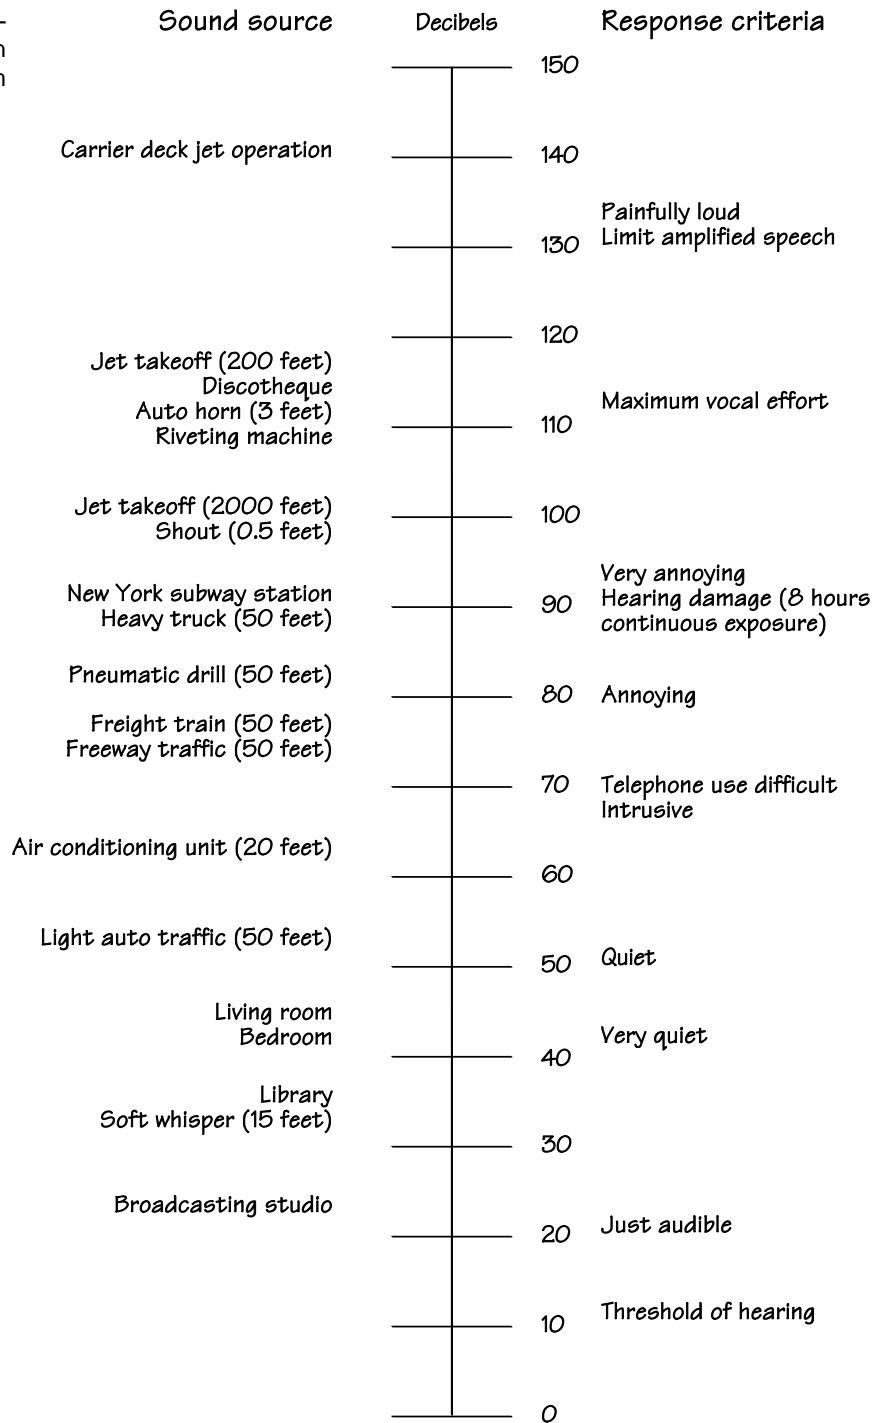 -
n
n
Sound source Decibels Response criteria
150
Carrier deck jet operation 140
Painfully loud
130 Limit amplified speech
120
Jet takeoff (200 feet)
Discotheque
Auto horn (3 feet) Maximum vocal effort
Riveting machine 110
Jet takeoff (2000 feet) 100
Shout (0.5 feet)
Very annoying
New York subway station 90 Hearing damage (8 hours
Heavy truck (50 feet) continuous exposure)
Pneumatic drill (50 feet)
80 Annoying
Freight train (50 feet)
Freeway traffic (50 feet)
70 Telephone use difficult
Intrusive
Air conditioning unit (20 feet)
60
Light auto traffic (50 feet)
50 Quiet
Living room
Bedroom Very quiet
40
Library
Soft whisper (15 feet)
30
Broadcasting studio
20 Just audible
10 Threshold of hearing
0